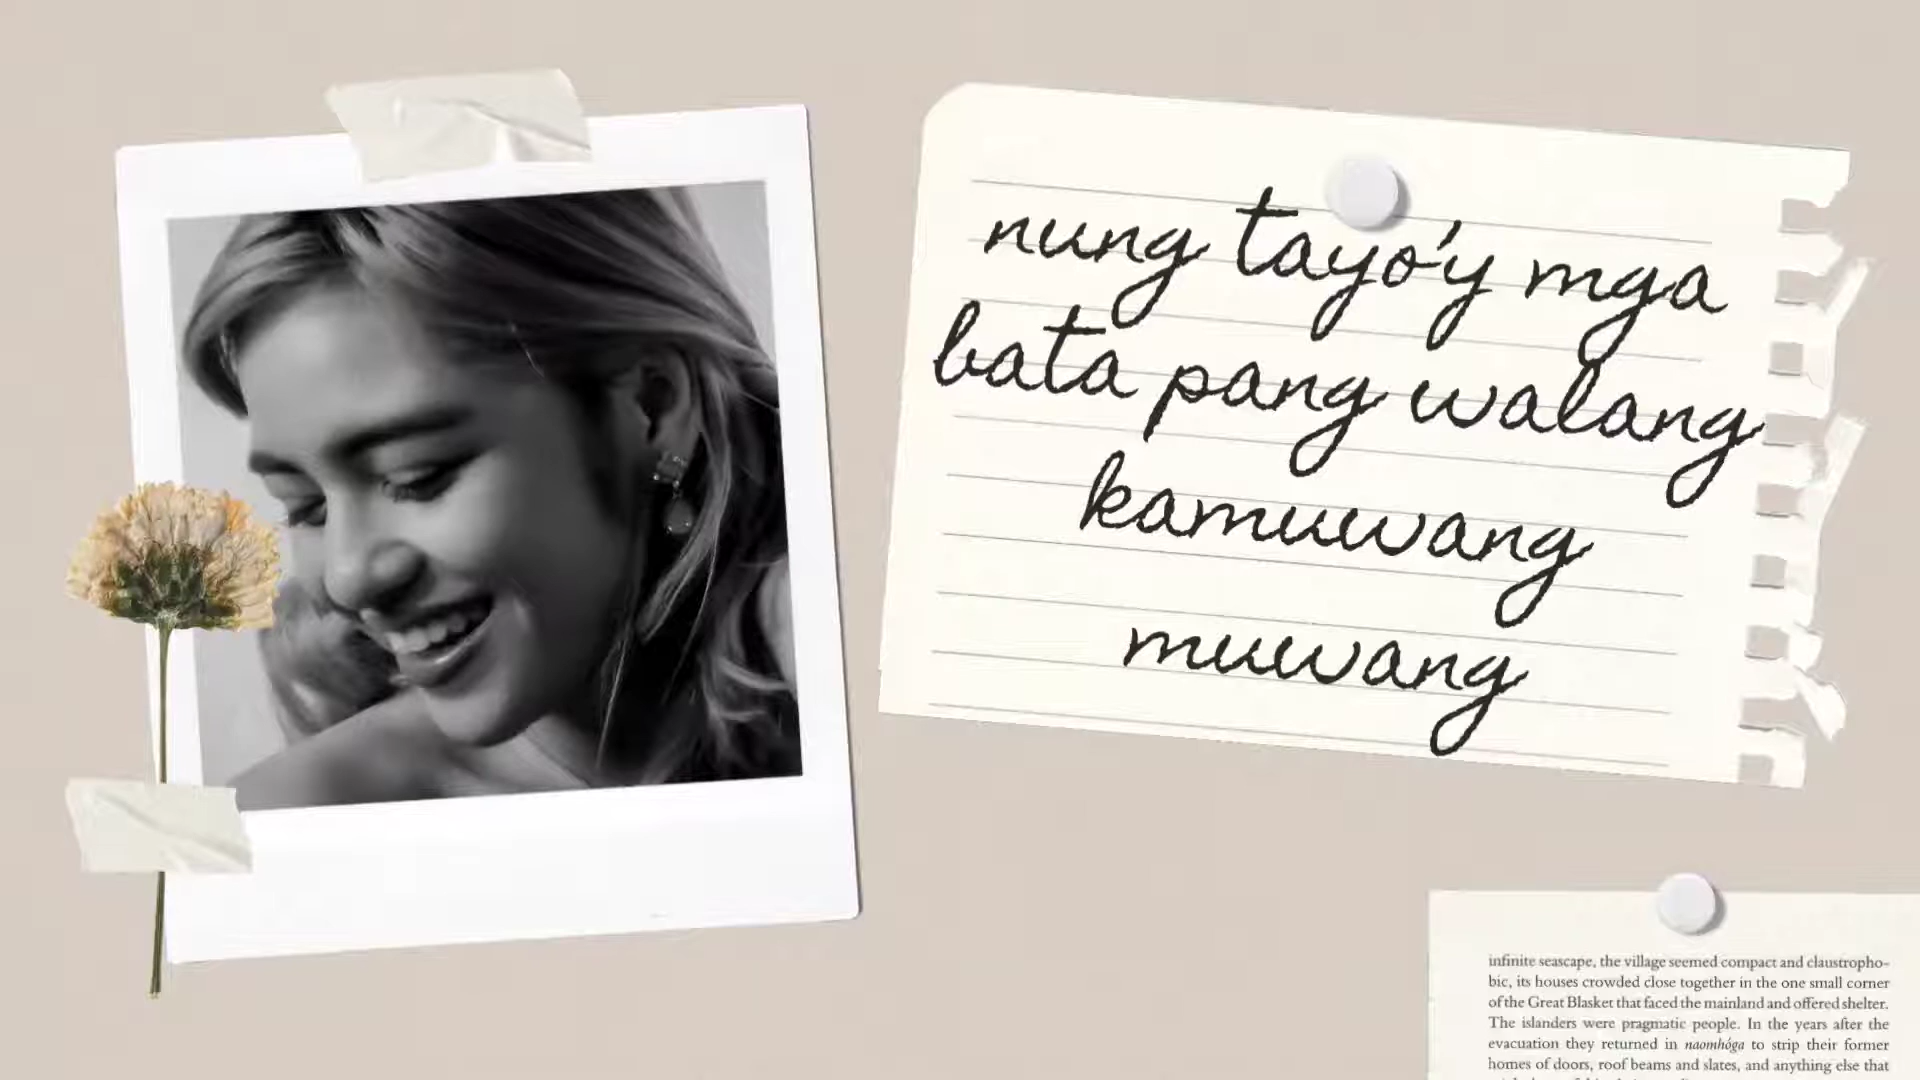 nung tayo'y mga
bata pang walang
kamuwang
muwang
infinite seascape, the village seemed compact and claustropho-
bic, its houses crowded close together in the one small corner
of the Great Blasket that faced the mainland and offered shelter.
The islanders were pragmatic people. In the years after the
evacuation they returned in naomhóga to strip their former
homes of doors, roof beams and slates, and anything else that